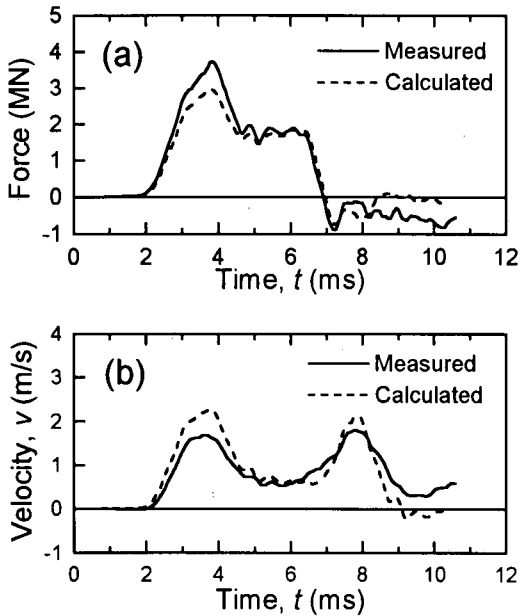 5
(a)
Measured
Calculated
4
3
2
1
0
-1
Force (MN)
0 2 4 6 8 10 12
Time, t (ms)
4
(b)
Measured
Calculated
3
2
1
0
-1
Velocity, v (m/s)
0 2 4 6 8 10 12
Time, t (ms)